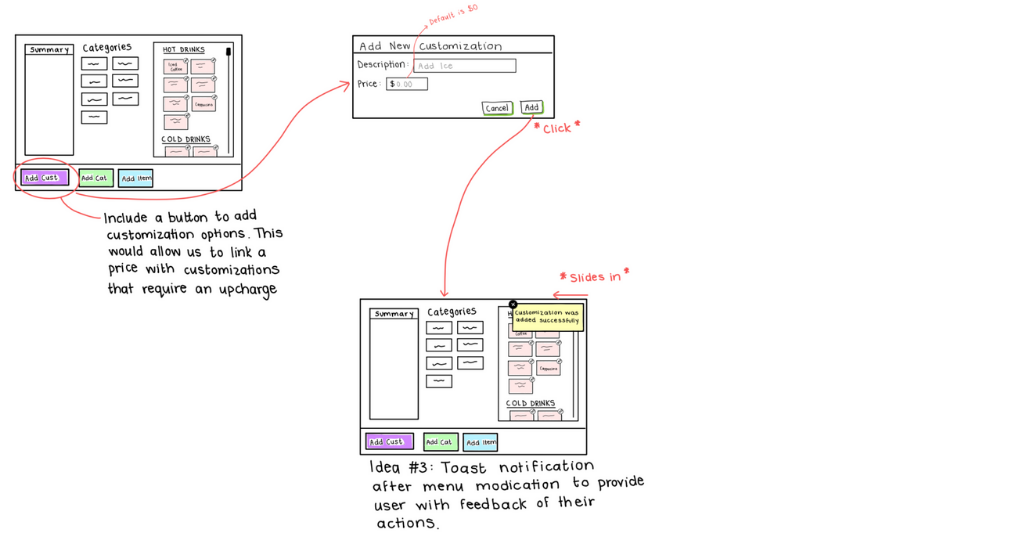 Default is $0
Summary
Categories
HOT DRINKS
Iced
Coffee
Cappuccino
COLD DRINKS
Add Cust
Add Cat
Add Item
Add New Customization
Description:
Add Ice
Price:
$0.00
Cancel
Add
*Click*
Include a button to add
customization options. This
would allow us to link a
price with customizations
that require an upcharge
*Slides in*
Summary
Categories
H
Customization was
added successfully
Coffee
Cappuccino
COLD DRINKS
Add Cust
Add Cat
Add Item
Idea #3: Toast notification
after menu modication to provide
user with feedback of their
actions.